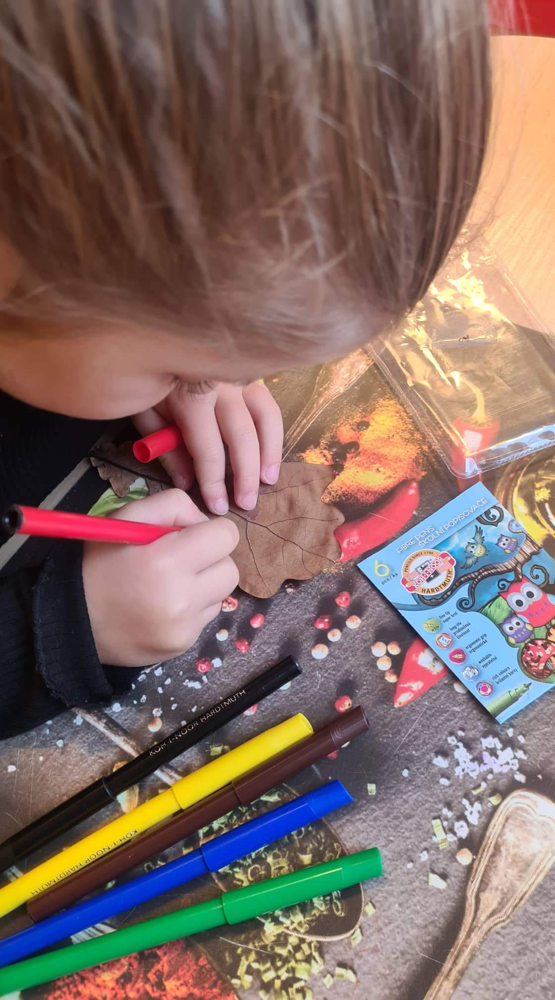 FIBRE PENS
ŠKOLNÍ POPISOVAČE
6
pcs / ks
PENCILS SINCE 1790
KOH-I-NOOR
HARDTMUTH
fine tip
super hrot
long life
prodloužená
životnost
ergonomic grip
ergonomické
washable
vypratelné
rich colours
briliantní barvy
KOH-I-NOOR HARDTMUTH
KOH-I-NOOR HARDTMUTH